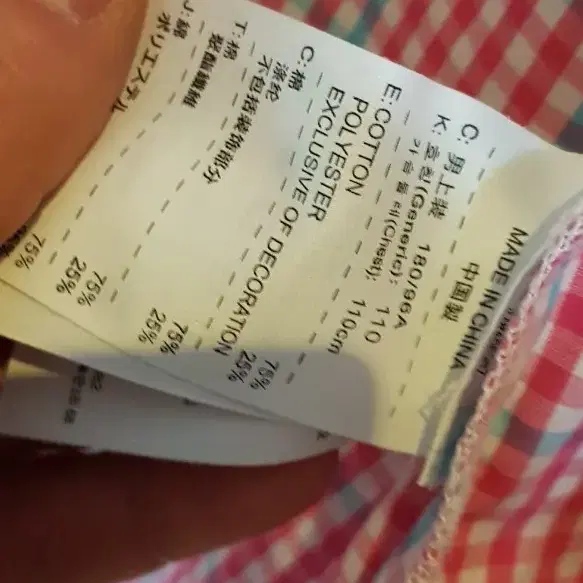 MADE IN CHINA
中国製
C: 男上装 180/96A
K: 호칭(Generic): 110
가슴둘레(Chest): 110cm
E: COTTON 75%
POLYESTER 25%
EXCLUSIVE OF DECORATION
C: 棉 75%
涤纶 25%
不包括装饰部分
T: 棉 75%
聚酯纖維 25%
J: 綿 75%
ポリエステル